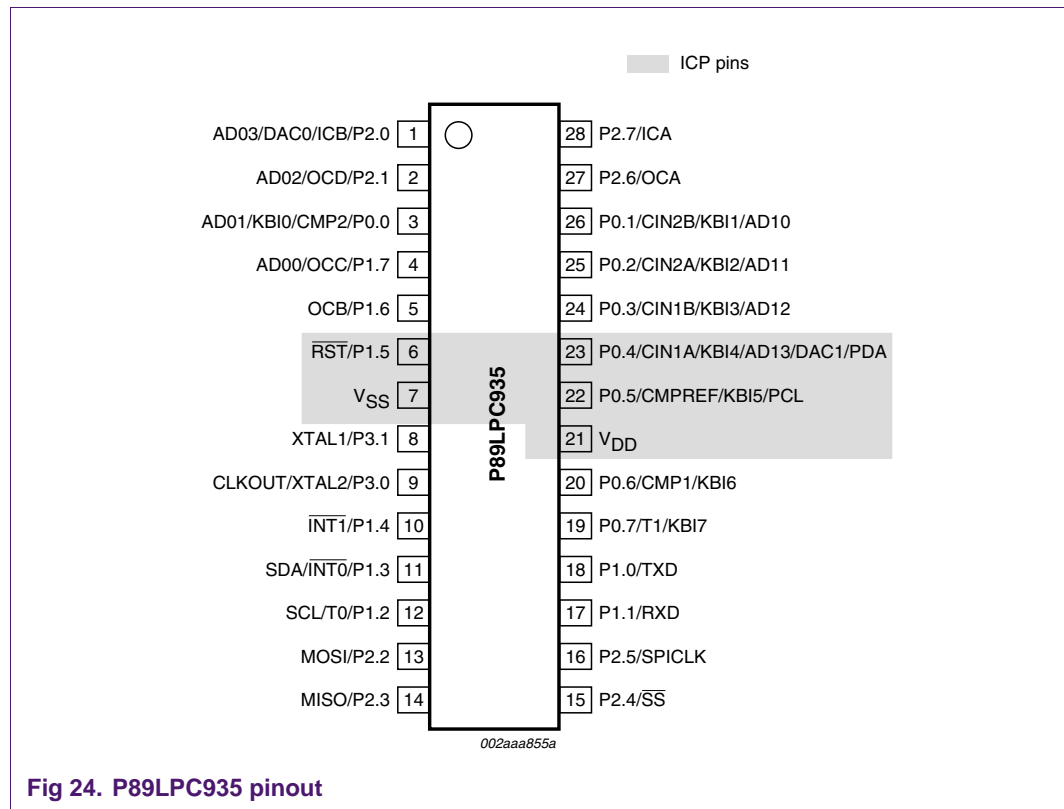 ICP pins
AD03/DAC0/ICB/P2.0 1
28 P2.7/ICA
AD02/OCD/P2.1 2
27 P2.6/OCA
AD01/KBI0/CMP2/P0.0 3
26 P0.1/CIN2B/KBI1/AD10
AD00/OCC/P1.7 4
25 P0.2/CIN2A/KBI2/AD11
OCB/P1.6 5
24 P0.3/CIN1B/KBI3/AD12
RST/P1.5 6
23 P0.4/CIN1A/KBI4/AD13/DAC1/PDA
VSS 7
22 P0.5/CMPREF/KBI5/PCL
XTAL1/P3.1 8
21 VDD
CLKOUT/XTAL2/P3.0 9
20 P0.6/CMP1/KBI6
INT1/P1.4 10
19 P0.7/T1/KBI7
SDA/INT0/P1.3 11
18 P1.0/TXD
SCL/T0/P1.2 12
17 P1.1/RXD
MOSI/P2.2 13
16 P2.5/SPICLK
MISO/P2.3 14
15 P2.4/SS
P89LPC935
002aaa855a
Fig 24. P89LPC935 pinout